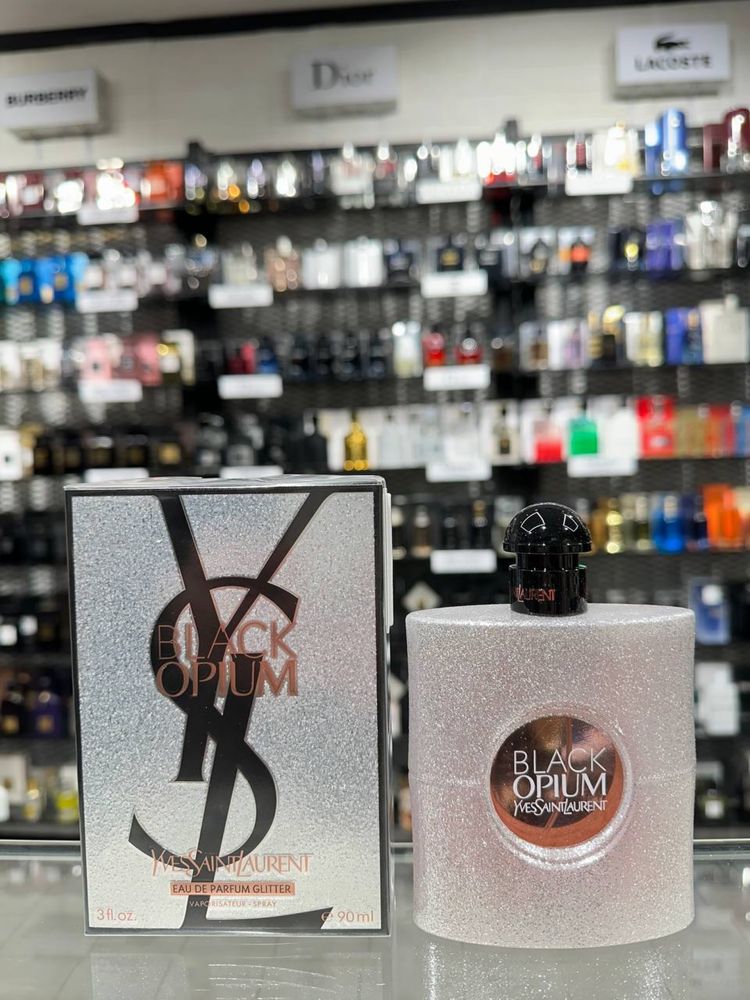 BURBERRY
Dior
LACOSTE
YSL
BLACK
OPIUM
YVESSAINTLAURENT
EAU DE PARFUM GLITTER
VAPORISATEUR - SPRAY
3 fl.oz.
e 90 ml
LAURENT
BLACK
OPIUM
YVESSAINTLAURENT